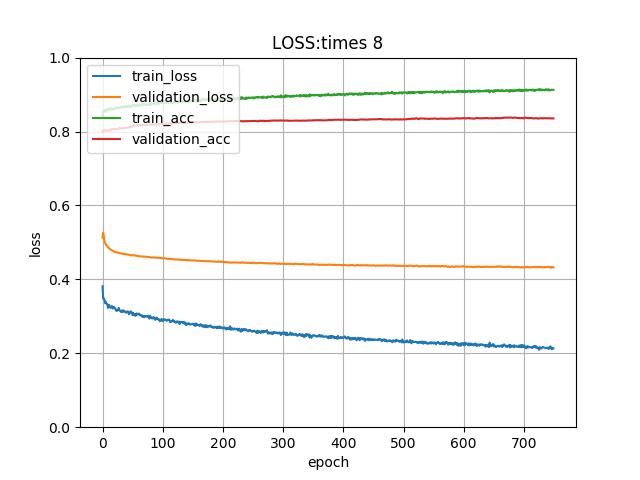 LOSS:times 8
1.0
0.8
0.6
0.4
0.2
0.0
loss
train_loss
validation_loss
train_acc
validation_acc
0 100 200 300 400 500 600 700
epoch